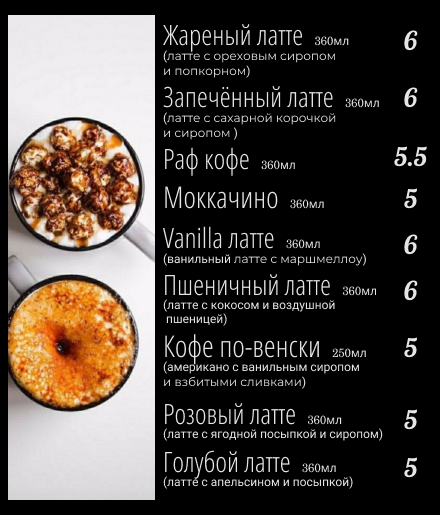 Жареный латте 360мл 6
(латте с ореховым сиропом
и попкорном)
Запечённый латте 360мл 6
(латте с сахарной корочкой
и сиропом )
Раф кофе 360мл 5.5
Моккачино 360мл 5
Vanilla латте 360мл 6
(ванильный латте с маршмеллоу)
Пшеничный латте 360мл 6
(латте с кокосом и воздушной
пшеницей)
Кофе по-венски 250мл 5
(американо с ванильным сиропом
и взбитыми сливками)
Розовый латте 360мл 5
(латте с ягодной посыпкой и сиропом)
Голубой латте 360мл 5
(латте с апельсином и посыпкой)